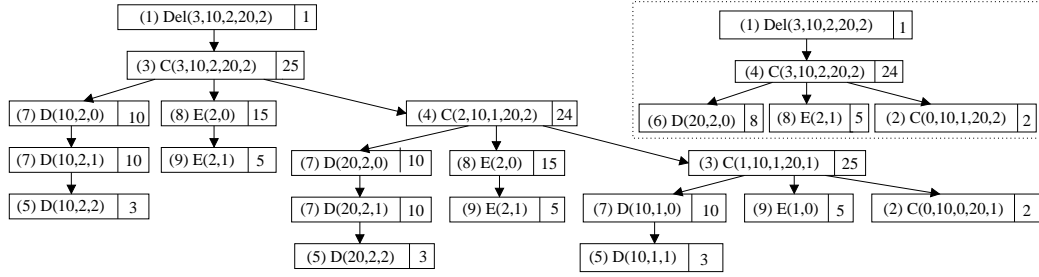 (1) Del(3,10,2,20,2) 1
(3) C(3,10,2,20,2) 25
(7) D(10,2,0) 10
(8) E(2,0) 15
(4) C(2,10,1,20,2) 24
(7) D(10,2,1) 10
(9) E(2,1) 5
(7) D(20,2,0) 10
(8) E(2,0) 15
(3) C(1,10,1,20,1) 25
(5) D(10,2,2) 3
(7) D(20,2,1) 10
(9) E(2,1) 5
(7) D(10,1,0) 10
(9) E(1,0) 5
(2) C(0,10,0,20,1) 2
(5) D(20,2,2) 3
(5) D(10,1,1) 3
(1) Del(3,10,2,20,2) 1
(4) C(3,10,2,20,2) 24
(6) D(20,2,0) 8
(8) E(2,1) 5
(2) C(0,10,1,20,2) 2